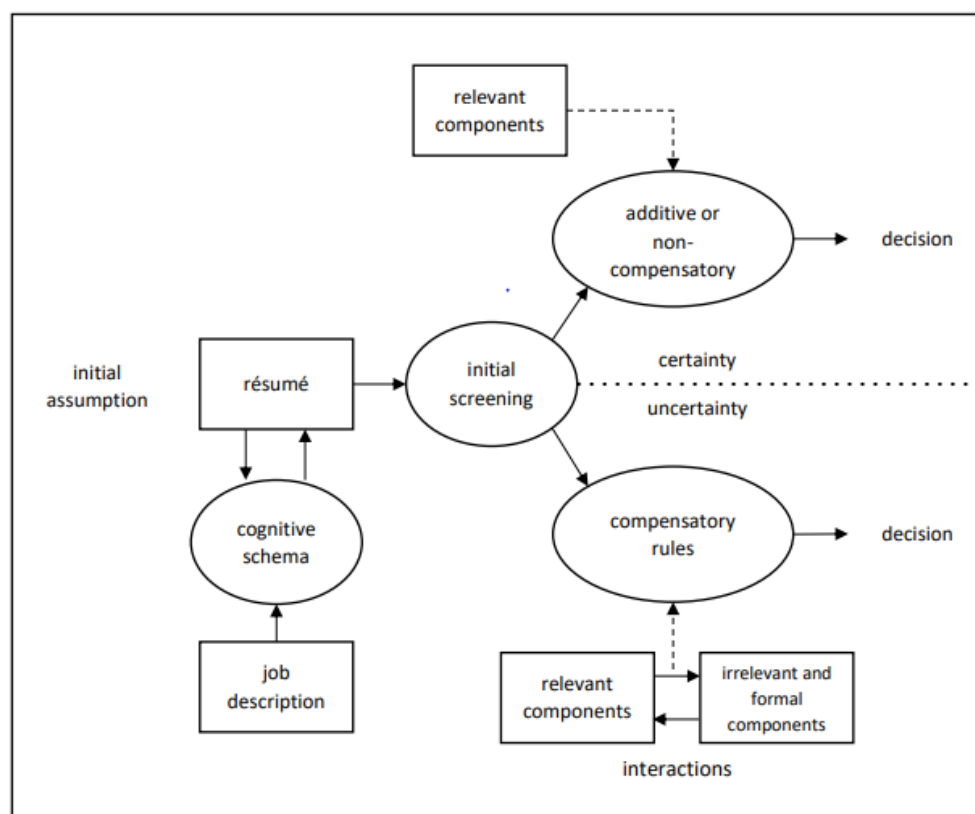 relevant
components
additive or
non-
compensatory
decision
initial
assumption
résumé
initial
screening
certainty
uncertainty
cognitive
schema
compensatory
rules
decision
job
description
relevant
components
irrelevant and
formal
components
interactions